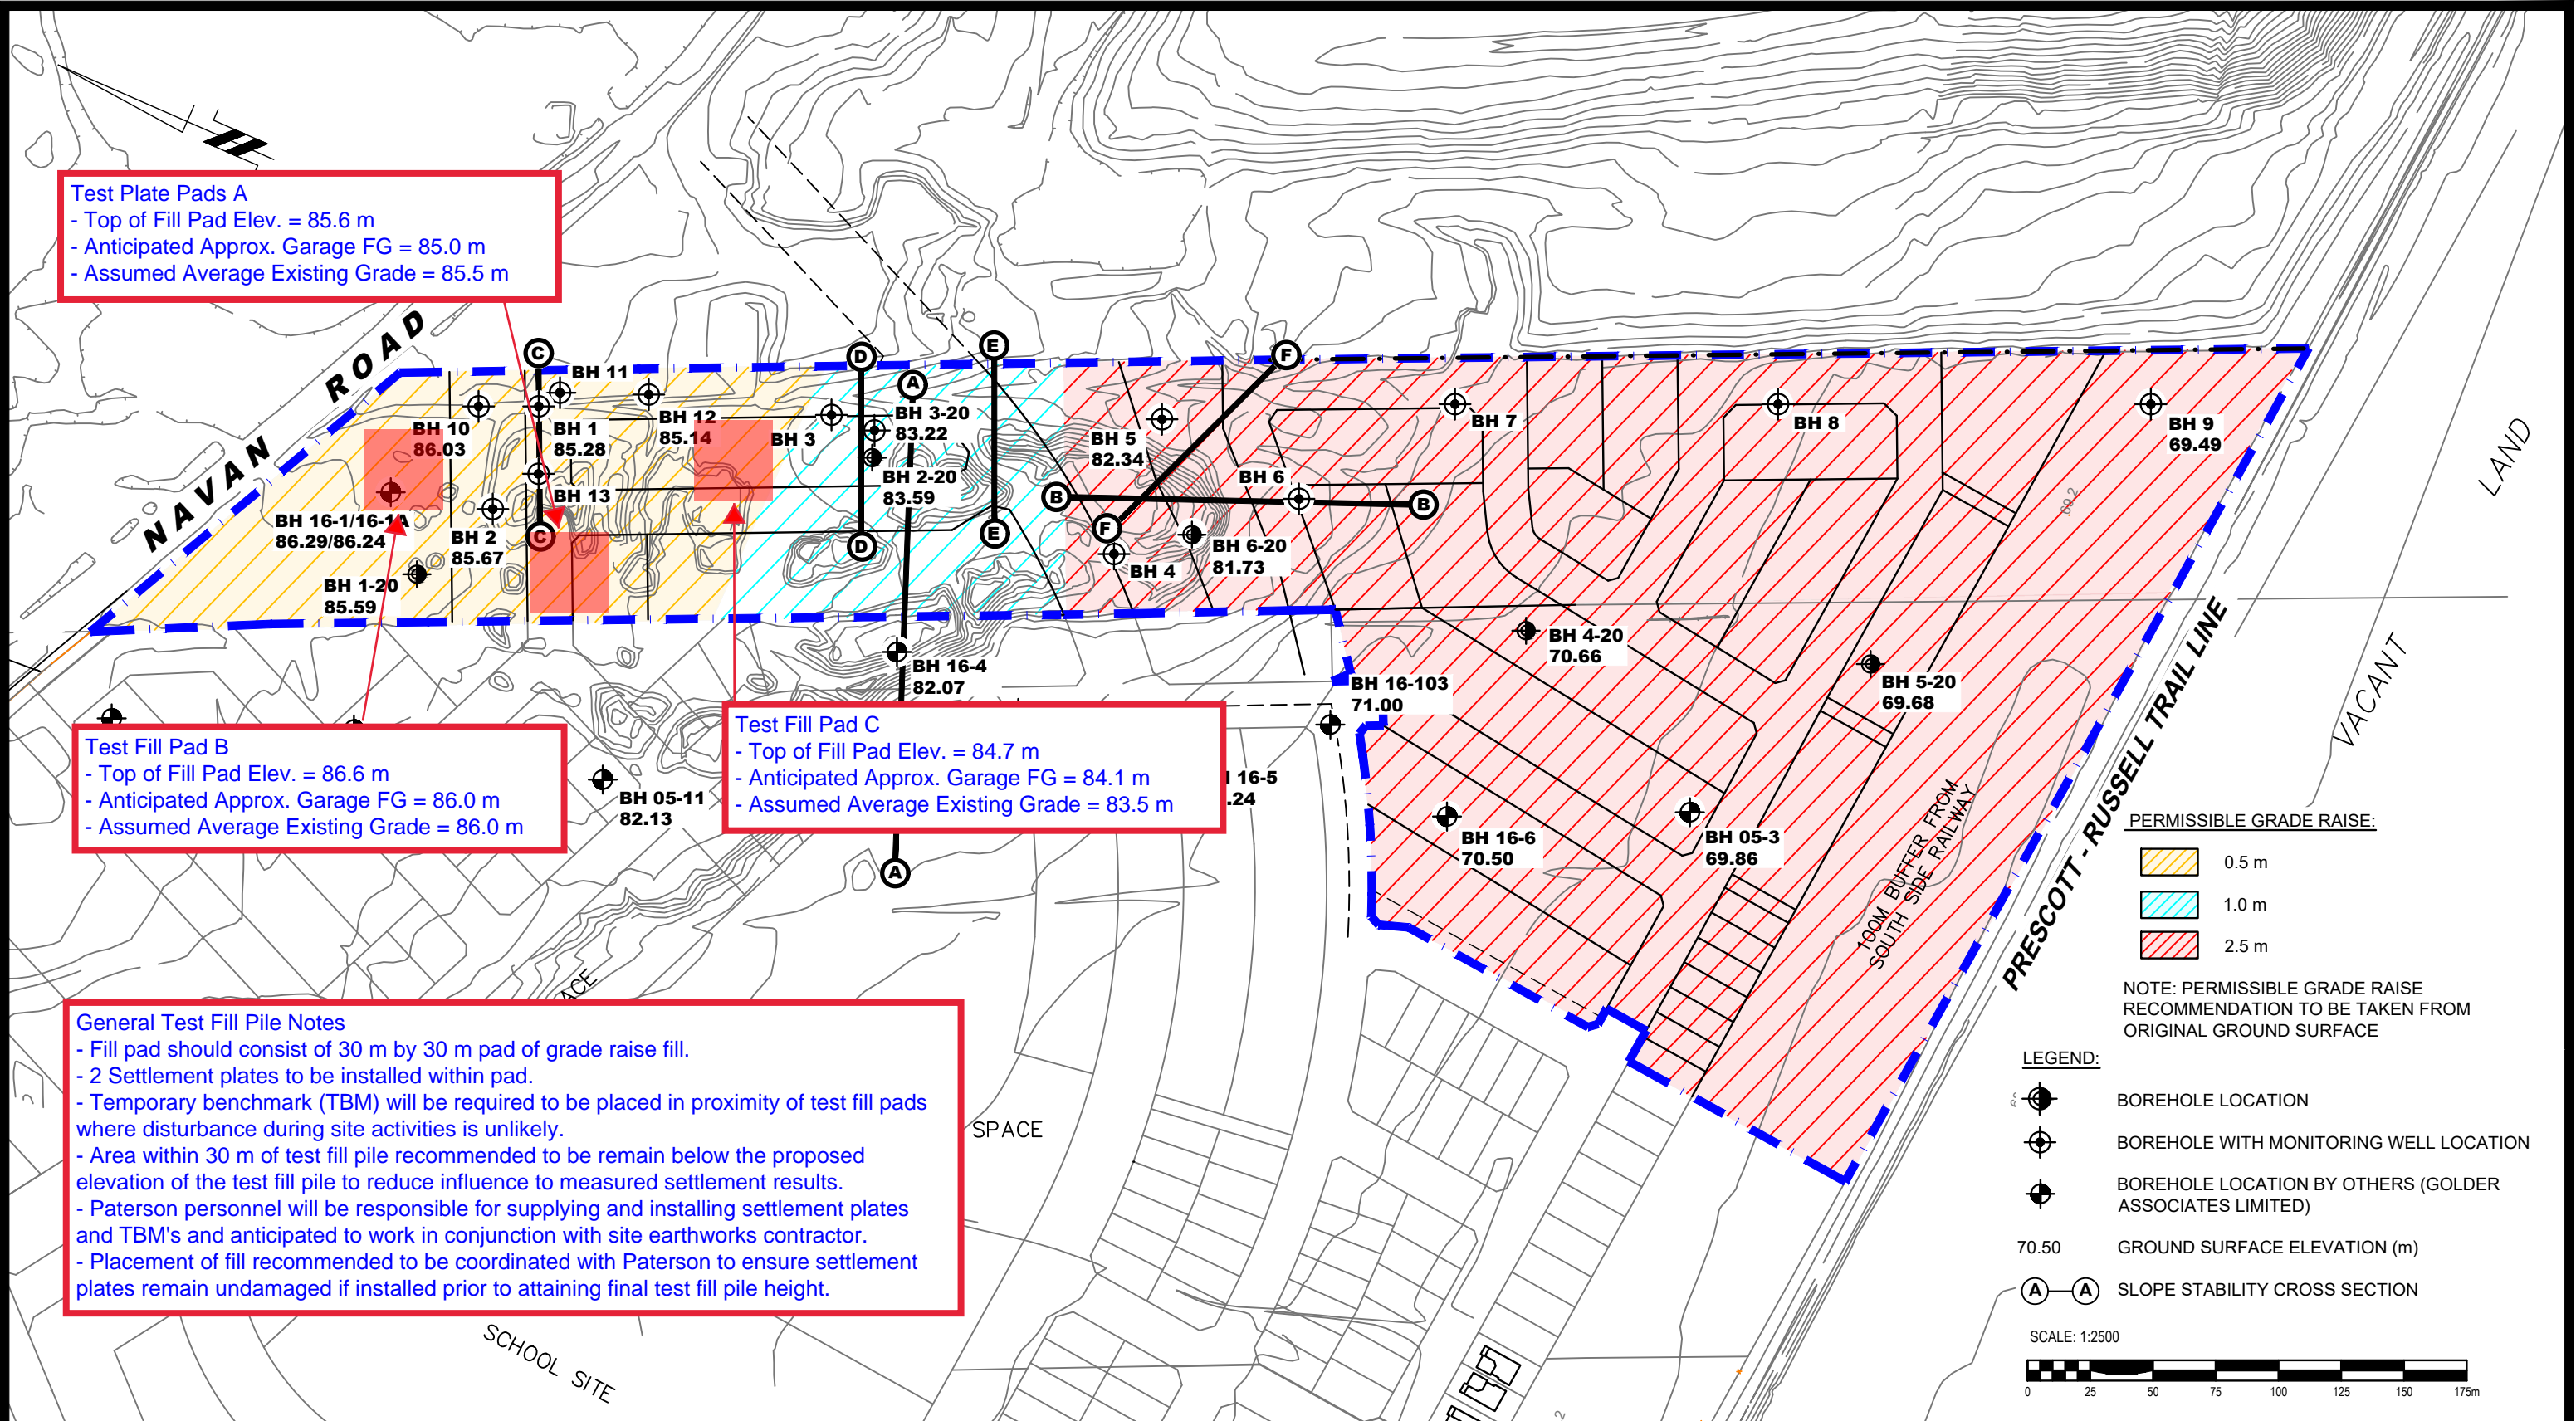 Test Plate Pads A
- Top of Fill Pad Elev. = 85.6 m
- Anticipated Approx. Garage FG = 85.0 m
- Assumed Average Existing Grade = 85.5 m
NAVAN ROAD
C
D
E
F
A
BH 11
BH 10
86.03
BH 1
85.28
BH 12
85.14
BH 3
BH 3-20
83.22
BH 2-20
83.59
BH 5
82.34
BH 6
BH 7
BH 8
BH 9
69.49
BH 13
B
B
BH 16-1/16-1A
86.29/86.24
BH 2
85.67
C
D
E
F
BH 4
BH 6-20
81.73
BH 1-20
85.59
BH 16-4
82.07
BH 4-20
70.66
BH 5-20
69.68
BH 16-103
71.00
69.2
LAND
VACANT
PRESCOTT - RUSSELL TRAIL LINE
Test Fill Pad B
- Top of Fill Pad Elev. = 86.6 m
- Anticipated Approx. Garage FG = 86.0 m
- Assumed Average Existing Grade = 86.0 m
BH 05-11
82.13
Test Fill Pad C
- Top of Fill Pad Elev. = 84.7 m
- Anticipated Approx. Garage FG = 84.1 m
- Assumed Average Existing Grade = 83.5 m
16-5
.24
A
BH 16-6
70.50
BH 05-3
69.86
100M BUFFER FROM
SOUTH SIDE RAILWAY
PERMISSIBLE GRADE RAISE:
0.5 m
1.0 m
2.5 m
NOTE: PERMISSIBLE GRADE RAISE
RECOMMENDATION TO BE TAKEN FROM
ORIGINAL GROUND SURFACE
ACE
General Test Fill Pile Notes
- Fill pad should consist of 30 m by 30 m pad of grade raise fill.
- 2 Settlement plates to be installed within pad.
- Temporary benchmark (TBM) will be required to be placed in proximity of test fill pads
where disturbance during site activities is unlikely.
- Area within 30 m of test fill pile recommended to be remain below the proposed
elevation of the test fill pile to reduce influence to measured settlement results.
- Paterson personnel will be responsible for supplying and installing settlement plates
and TBM's and anticipated to work in conjunction with site earthworks contractor.
- Placement of fill recommended to be coordinated with Paterson to ensure settlement
plates remain undamaged if installed prior to attaining final test fill pile height.
SPACE
SCHOOL SITE
LEGEND:
BOREHOLE LOCATION
BOREHOLE WITH MONITORING WELL LOCATION
BOREHOLE LOCATION BY OTHERS (GOLDER
ASSOCIATES LIMITED)
70.50 GROUND SURFACE ELEVATION (m)
A A SLOPE STABILITY CROSS SECTION
SCALE: 1:2500
0 25 50 75 100 125 150 175m